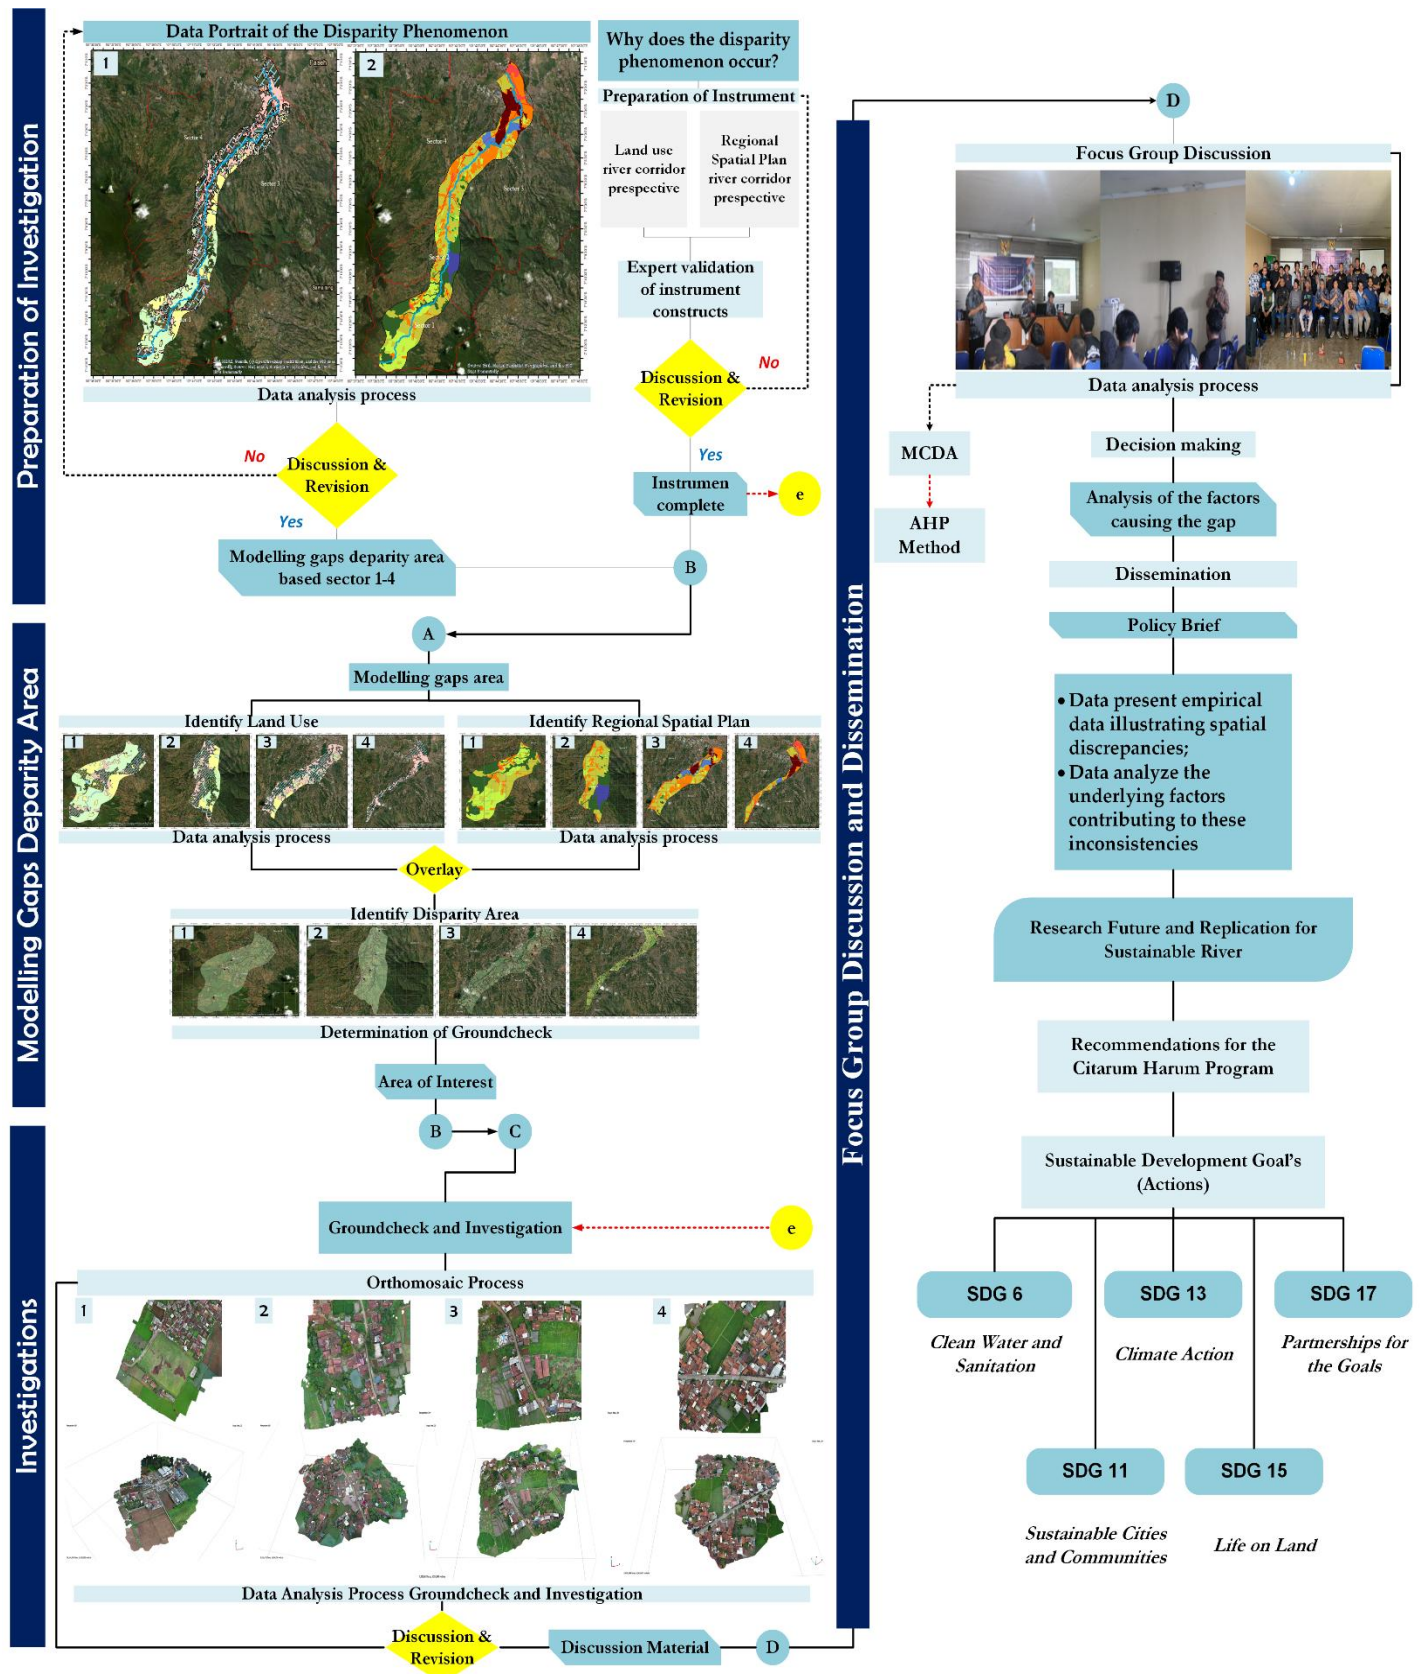 Preparation of Investigation
Data Portrait of the Disparity Phenomenon
1
2
Sector 4
Sector 3
Sector 1
Data analysis process
No
Discussion &
Revision
Yes
Modelling gaps deparity area
based sector 1-4
Why does the disparity
phenomenon occur?
Preparation of Instrument
Land use
river corridor
prespective
Regional
Spatial Plan
river corridor
prespective
Expert validation
of instrument
constructs
No
Discussion &
Revision
Yes
Instrumen
complete
e
B
Modelling Gaps Deparity Area
A
Modelling gaps area
Identify Land Use
1
2
3
4
Data analysis process
Identify Regional Spatial Plan
1
2
3
4
Data analysis process
Overlay
Identify Disparity Area
1
2
3
4
Determination of Groundcheck
Area of Interest
B
C
Investigations
Groundcheck and Investigation
e
Orthomosaic Process
1
2
3
4
Data Analysis Process Groundcheck and Investigation
Discussion &
Revision
Discussion Material
D
Focus Group Discussion and Dissemination
D
Focus Group Discussion
Data analysis process
MCDA
AHP
Method
Decision making
Analysis of the factors
causing the gap
Dissemination
Policy Brief
• Data present empirical
data illustrating spatial
discrepancies;
• Data analyze the
underlying factors
contributing to these
inconsistencies
Research Future and Replication for
Sustainable River
Recommendations for the
Citarum Harum Program
Sustainable Development Goal's
(Actions)
SDG 6
Clean Water and
Sanitation
SDG 13
Climate Action
SDG 17
Partnerships for
the Goals
SDG 11
Sustainable Cities
and Communities
SDG 15
Life on Land